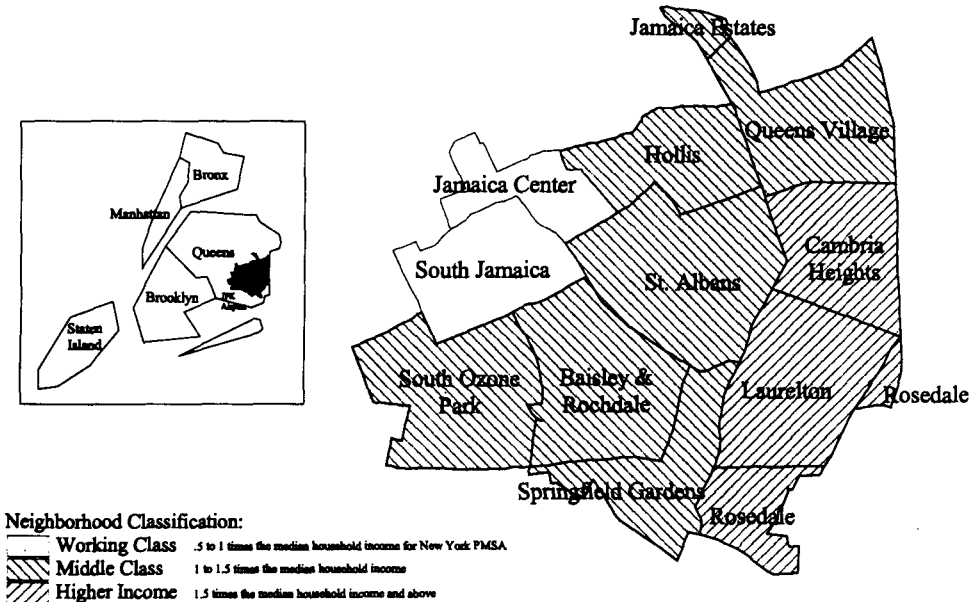 Jamaica Estates
Queens Village
Hollis
Jamaica Center
Cambria
Heights
South Jamaica
St. Albans
South Ozone
Park
Baisley &
Rochdale
Laurelton
Rosedale
Springfield Gardens
Rosedale
Bronx
Manhattan
Queens
Brooklyn
JFK
Airport
Staten
Island
Neighborhood Classification:
Working Class .5 to 1 times the median household income for New York PMSA
Middle Class 1 to 1.5 times the median household income
Higher Income 1.5 times the median household income and above